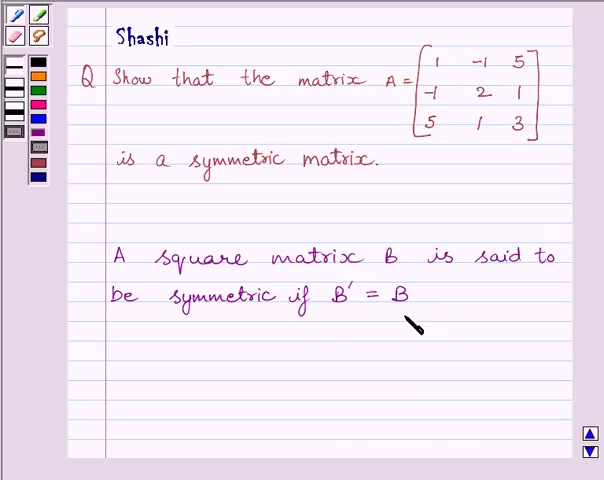 Shashi
Q Show that the matrix A = [ 1 -1 5
-1 2 1
5 1 3 ]
is a symmetric matrix.
A square matrix B is said to
be symmetric if B' = B